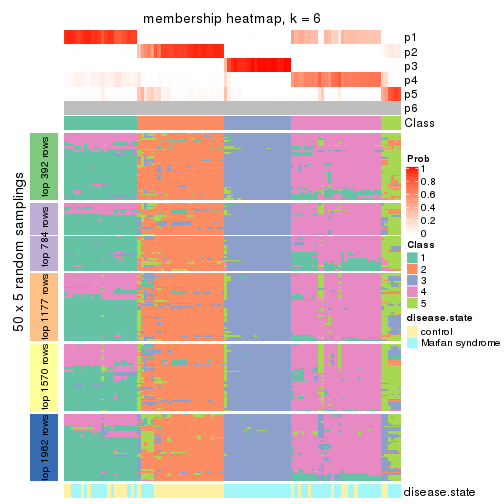 membership heatmap, k = 6
p1
p2
p3
p4
p5
p6
Class
50 x 5 random samplings
top 392 rows
top 784 rows
top 1177 rows
top 1570 rows
top 1962 rows
Prob
1
0.8
0.6
0.4
0.2
0
Class
1
2
3
4
5
disease.state
control
Marfan syndrome
disease.state